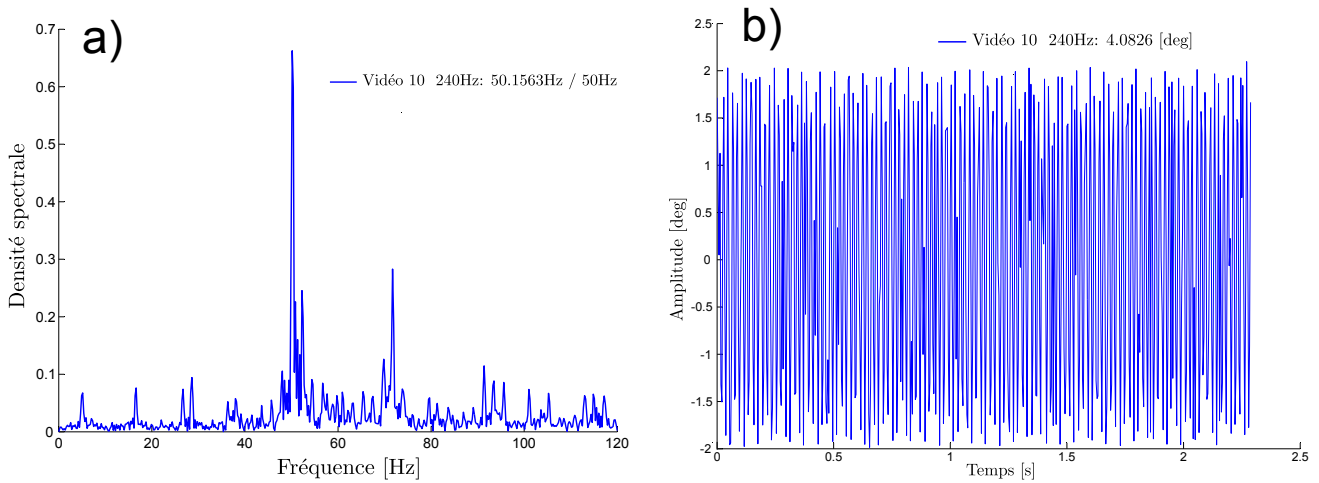 a)
Vidéo 10 240Hz: 50.1563Hz / 50Hz
Densité spectrale
0.7
0.6
0.5
0.4
0.3
0.2
0.1
0
0 20 40 60 80 100 120
Fréquence [Hz]
b)
Vidéo 10 240Hz: 4.0826 [deg]
Amplitude [deg]
2.5
2
1.5
1
0.5
0
-0.5
-1
-1.5
-2
0 0.5 1 1.5 2 2.5
Temps [s]